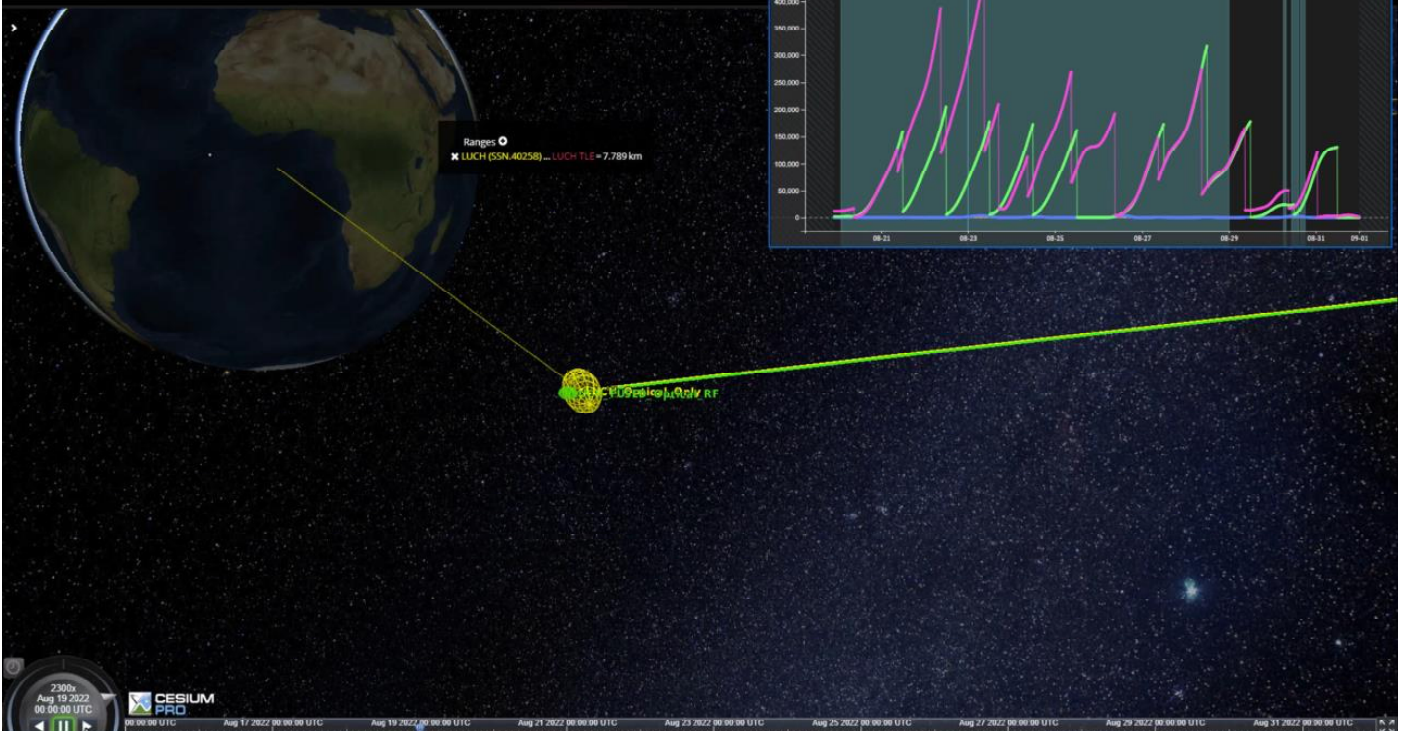 400,000
350,000
300,000
250,000
200,000
150,000
100,000
50,000
0
08-21 08-23 08-25 08-27 08-29 08-31 09-01
Ranges
LUCH (SSN.40258) ... LUCH TLE = 7.789 km
Optical_Only
Optical_RF
2300x
Aug 19 2022
00:00:00 UTC
CESIUM
PRO
00:00:00 UTC Aug 17 2022 00:00:00 UTC Aug 19 2022 00:00:00 UTC Aug 21 2022 00:00:00 UTC Aug 23 2022 00:00:00 UTC Aug 25 2022 00:00:00 UTC Aug 27 2022 00:00:00 UTC Aug 29 2022 00:00:00 UTC Aug 31 2022 00:00:00 UTC